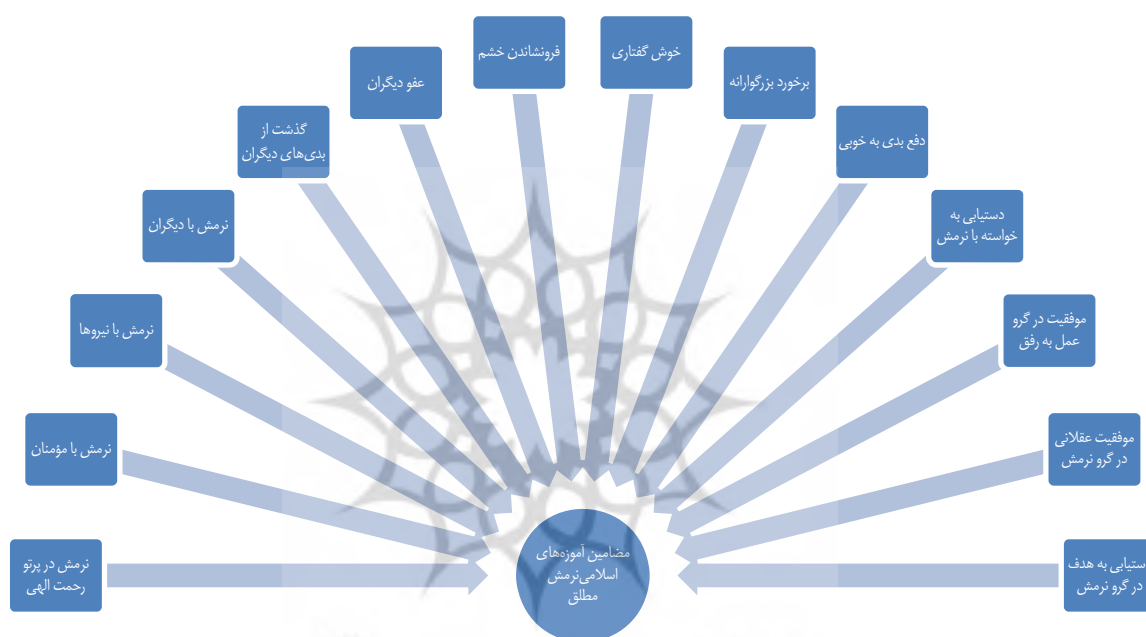 خوش گفتاری
فرونشاندن خشم
برخورد بزرگوارانه
عفو دیگران
دفع بدی به خوبی
گذشت از
بدی‌های دیگران
دستیابی به
خواسته با نرمش
نرمش با دیگران
موفقیت در گرو
عمل به رفق
نرمش با نیروها
موفقیت عقلانی
در گرو نرمش
نرمش با مؤمنان
ستیابی به هدف
در گرو نرمش
نرمش در پرتو
رحمت الهی
مضامین آموزه‌های
اسلامی‌نرمش
مطلق